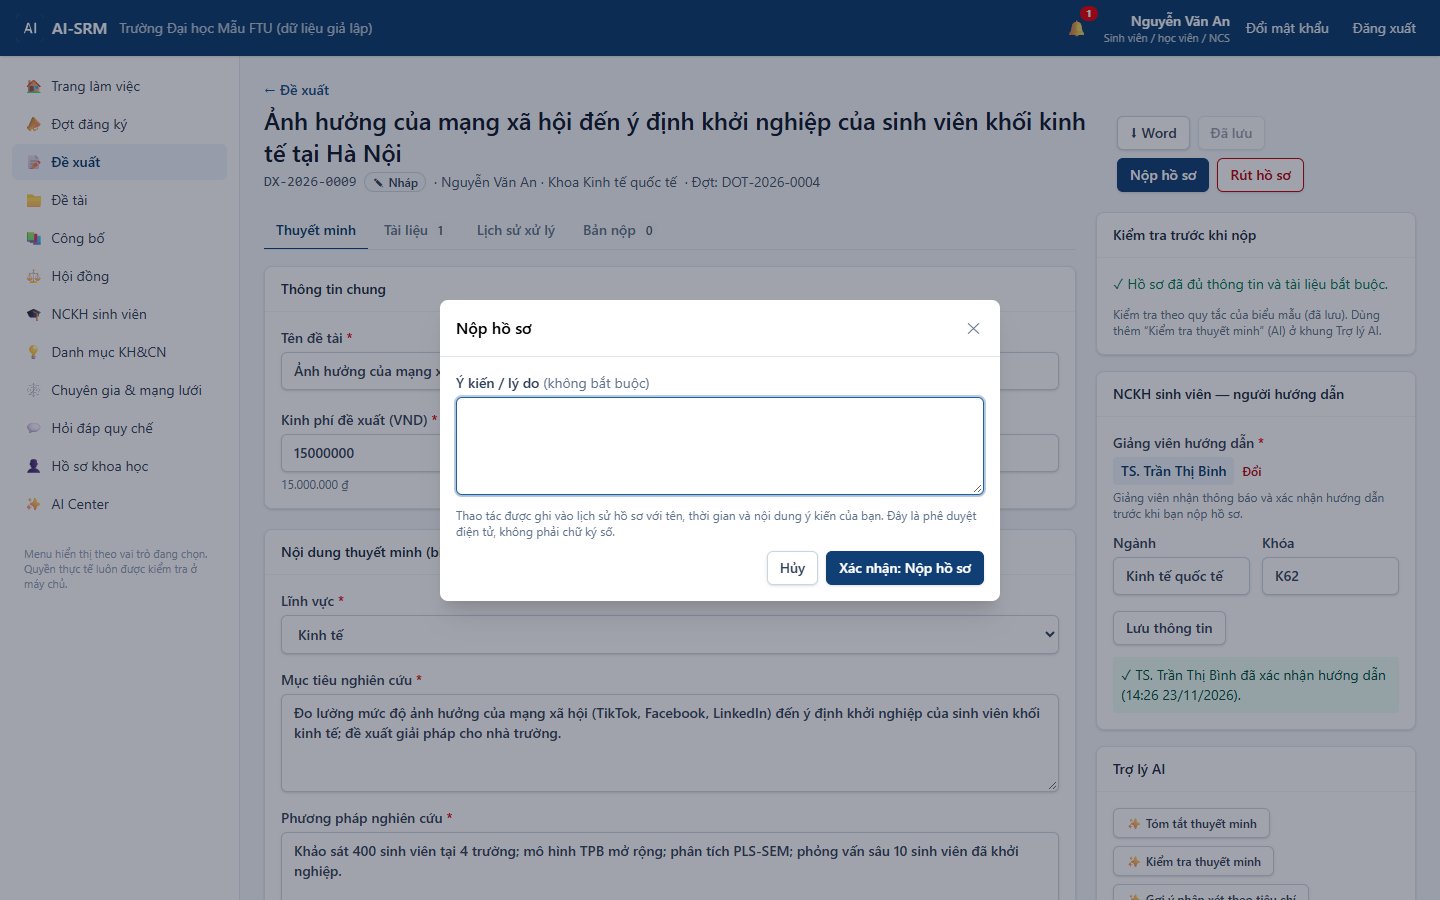 AI AI-SRM Trường Đại học Mẫu FTU (dữ liệu giả lập)
1
Nguyễn Văn An
Sinh viên / học viên / NCS
Đổi mật khẩu
Đăng xuất
Trang làm việc
Đợt đăng ký
Đề xuất
Đề tài
Công bố
Hội đồng
NCKH sinh viên
Danh mục KH&CN
Chuyên gia & mạng lưới
Hỏi đáp quy chế
Hồ sơ khoa học
AI Center
Menu hiển thị theo vai trò đang chọn.
Quyền thực tế luôn được kiểm tra ở
máy chủ.
← Đề xuất
Ảnh hưởng của mạng xã hội đến ý định khởi nghiệp của sinh viên khối kinh
tế tại Hà Nội
DX-2026-0009 Nháp · Nguyễn Văn An · Khoa Kinh tế quốc tế · Đợt: DOT-2026-0004
⭳ Word
Đã lưu
Nộp hồ sơ
Rút hồ sơ
Thuyết minh
Tài liệu 1
Lịch sử xử lý
Bản nộp 0
Thông tin chung
Tên đề tài *
Ảnh hưởng của mạng
Kinh phí đề xuất (VND) *
15000000
15.000.000 ₫
Nội dung thuyết minh (b
Lĩnh vực *
Kinh tế
Mục tiêu nghiên cứu *
Đo lường mức độ ảnh hưởng của mạng xã hội (TikTok, Facebook, LinkedIn) đến ý định khởi nghiệp của sinh viên khối
kinh tế; đề xuất giải pháp cho nhà trường.
Phương pháp nghiên cứu *
Khảo sát 400 sinh viên tại 4 trường; mô hình TPB mở rộng; phân tích PLS-SEM; phỏng vấn sâu 10 sinh viên đã khởi
nghiệp.
Nộp hồ sơ
Ý kiến / lý do (không bắt buộc)
Thao tác được ghi vào lịch sử hồ sơ với tên, thời gian và nội dung ý kiến của bạn. Đây là phê duyệt
điện tử, không phải chữ ký số.
Hủy
Xác nhận: Nộp hồ sơ
Kiểm tra trước khi nộp
✓ Hồ sơ đã đủ thông tin và tài liệu bắt buộc.
Kiểm tra theo quy tắc của biểu mẫu (đã lưu). Dùng
thêm “Kiểm tra thuyết minh” (AI) ở khung Trợ lý AI.
NCKH sinh viên — người hướng dẫn
Giảng viên hướng dẫn *
TS. Trần Thị Bình Đổi
Giảng viên nhận thông báo và xác nhận hướng dẫn
trước khi bạn nộp hồ sơ.
Ngành
Khóa
Kinh tế quốc tế
K62
Lưu thông tin
✓ TS. Trần Thị Bình đã xác nhận hướng dẫn
(14:26 23/11/2026).
Trợ lý AI
Tóm tắt thuyết minh
Kiểm tra thuyết minh
Gợi ý nhận xét theo tiêu chí